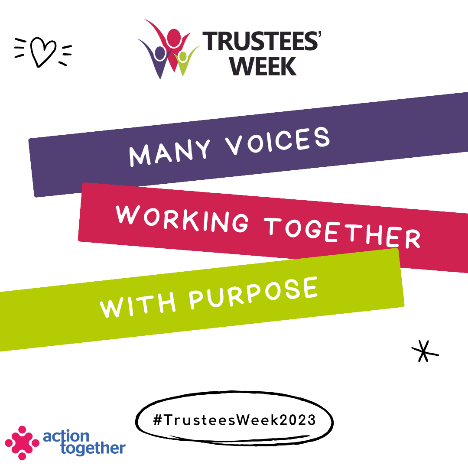 TRUSTEES'
WEEK
MANY VOICES
WORKING TOGETHER
WITH PURPOSE
#TrusteesWeek2023
action
together